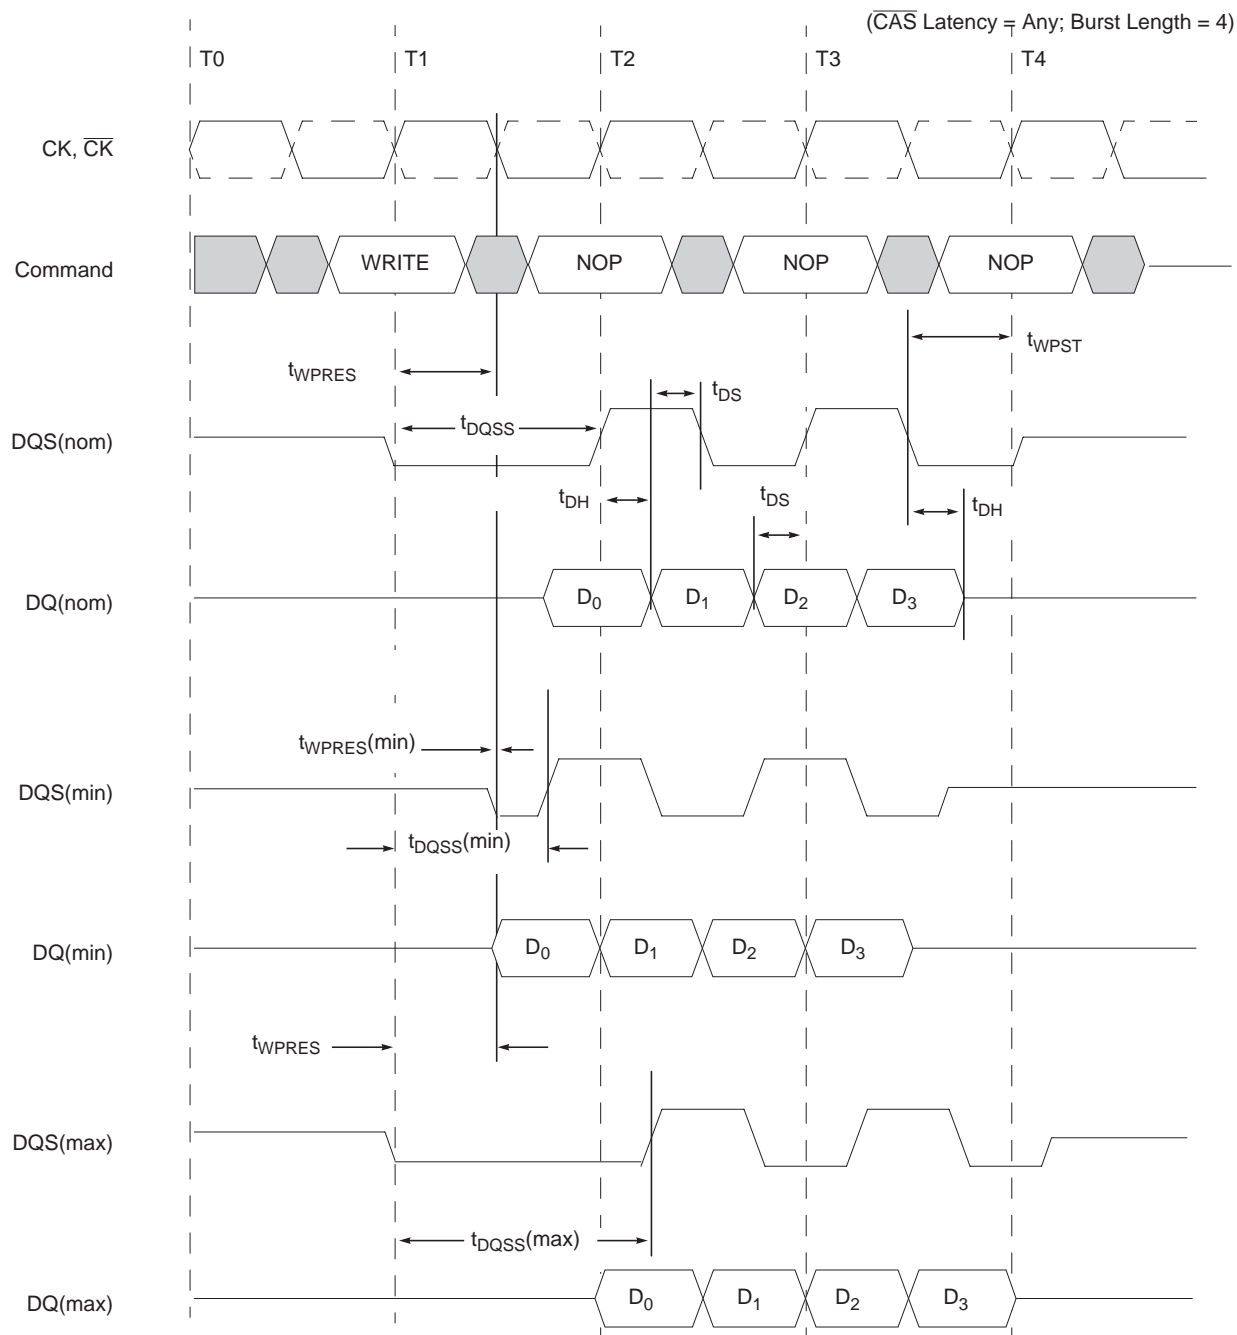 (C̅A̅S̅ Latency = Any; Burst Length = 4)
T0 T1 T2 T3 T4
CK, C̅K̅
Command WRITE NOP NOP NOP
tWPST
tWPRES
tDS
tDQSS
DQS(nom)
tDH tDS tDH
DQ(nom) D0 D1 D2 D3
tWPRES(min)
DQS(min)
tDQSS(min)
DQ(min) D0 D1 D2 D3
tWPRES
DQS(max)
tDQSS(max)
DQ(max) D0 D1 D2 D3